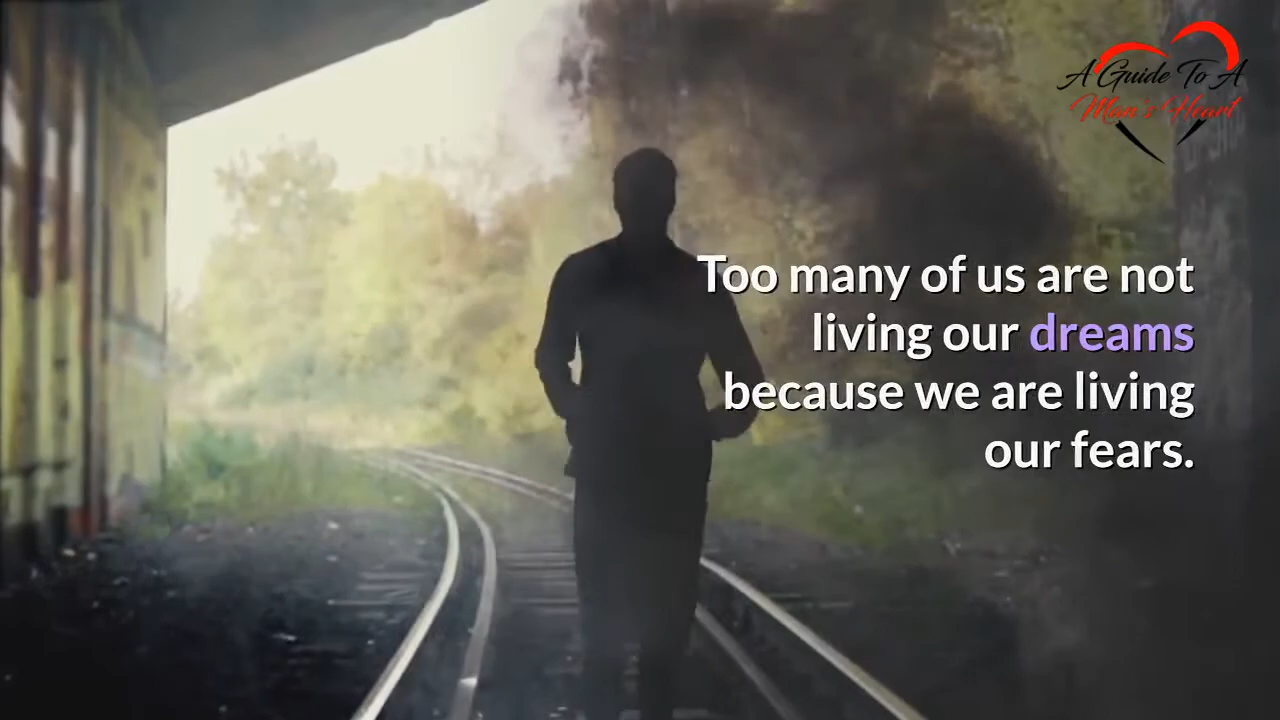 A Guide To A
Man's Heart
Too many of us are not
living our dreams
because we are living
our fears.